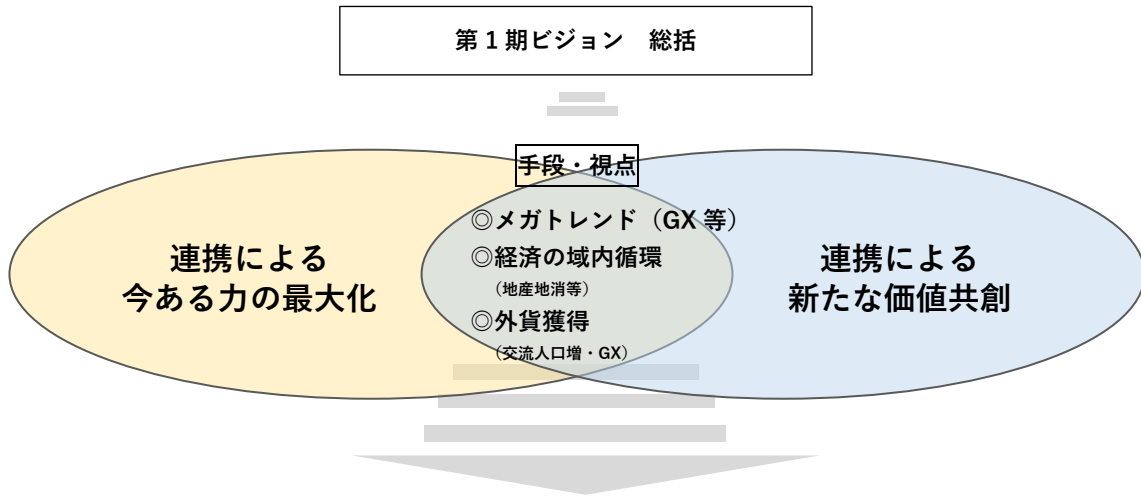 第1期ビジョン　総括
手段・視点
◎メガトレンド（GX 等）
◎経済の域内循環
（地産地消等）
◎外貨獲得
（交流人口増・GX）
連携による
今ある力の最大化
連携による
新たな価値共創